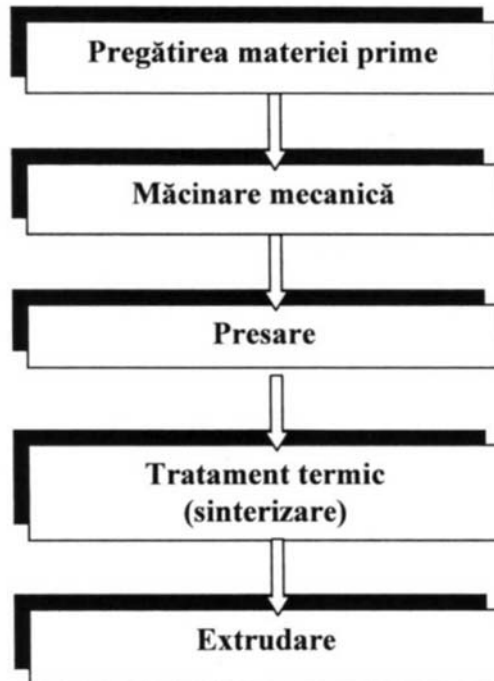 Pregătirea materiei prime
Măcinare mecanică
Presare
Tratament termic
(sinterizare)
Extrudare